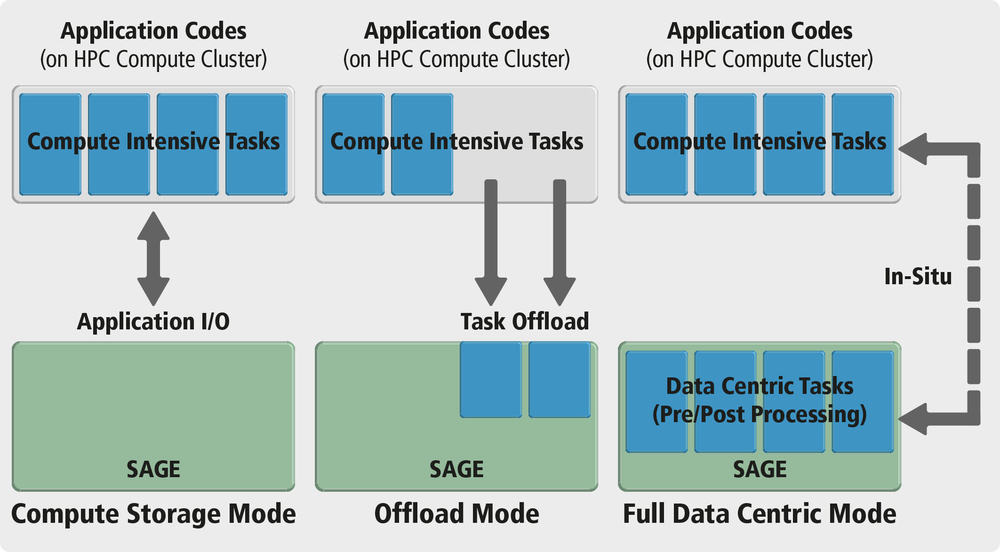 Application Codes
(on HPC Compute Cluster)
Compute Intensive Tasks
Application I/O
SAGE
Compute Storage Mode
Application Codes
(on HPC Compute Cluster)
Compute Intensive Tasks
Task Offload
SAGE
Offload Mode
Application Codes
(on HPC Compute Cluster)
Compute Intensive Tasks
In-Situ
Data Centric Tasks
(Pre/Post Processing)
SAGE
Full Data Centric Mode